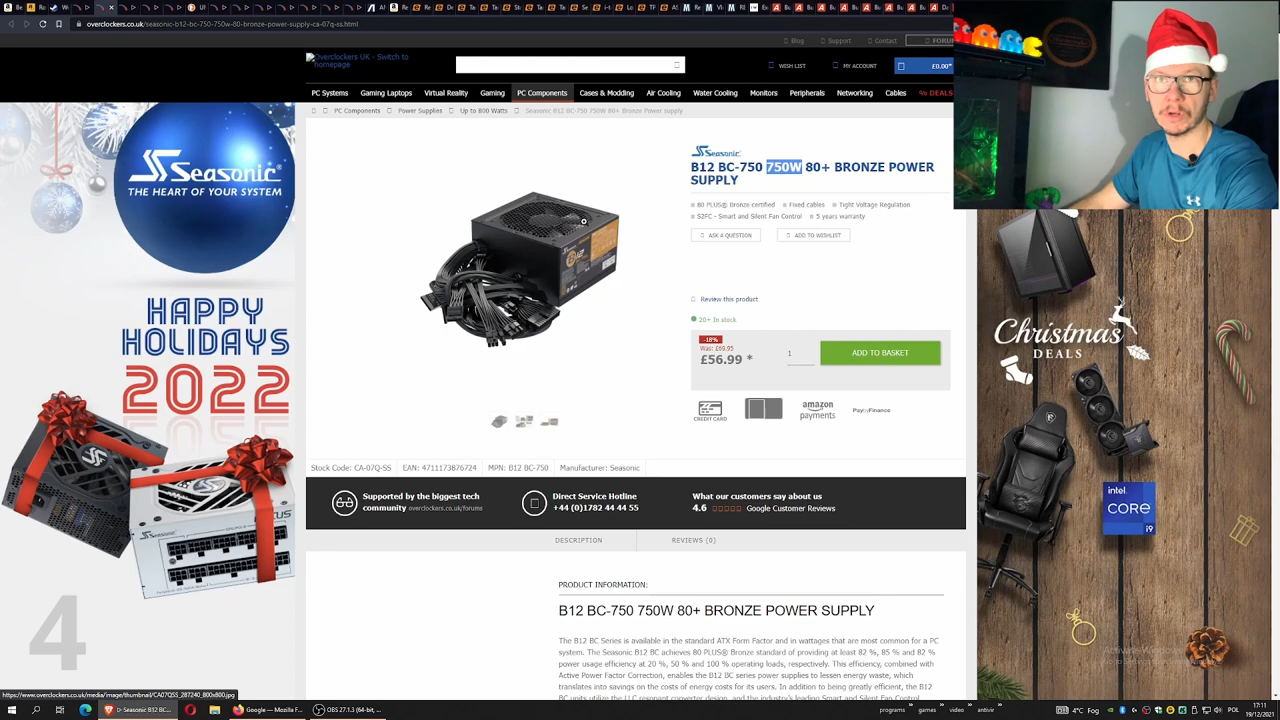 overclockers.co.uk/seasonic-b12-bc-750-750w-80-bronze-power-supply-ca-07q-ss.html
Blog Support Contact FORUM
Overclockers UK - Switch to
homepage
WISH LIST MY ACCOUNT £0.00*
PC Systems Gaming Laptops Virtual Reality Gaming PC Components Cases & Modding Air Cooling Water Cooling Monitors Peripherals Networking Cables % DEALS
PC Components Power Supplies Up to 800 Watts Seasonic B12 BC-750 750W 80+ Bronze Power supply
Seasonic
THE HEART OF YOUR SYSTEM
HAPPY
HOLIDAYS
2022
4
Seasonic
B12 BC-750 750W 80+ BRONZE POWER
SUPPLY
80 PLUS® Bronze certified Fixed cables Tight Voltage Regulation
S2FC - Smart and Silent Fan Control 5 years warranty
ASK A QUESTION ADD TO WISHLIST
Review this product
20+ In stock
-18%
Was: £69.95
£56.99 *
1
ADD TO BASKET
CREDIT CARD
amazon
payments
Stock Code: CA-07Q-SS EAN: 4711173876724 MPN: B12 BC-750 Manufacturer: Seasonic
Supported by the biggest tech
community overclockers.co.uk/forums
Direct Service Hotline
+44 (0)1782 44 44 55
What our customers say about us
4.6 Google Customer Reviews
DESCRIPTION REVIEWS (0)
PRODUCT INFORMATION:
B12 BC-750 750W 80+ BRONZE POWER SUPPLY
The B12 BC Series is available in the standard ATX Form Factor and in wattages that are most common for a PC
system. The Seasonic B12 BC achieves 80 PLUS® Bronze standard of providing at least 82 %, 85 % and 82 %
power usage efficiency at 20 %, 50 % and 100 % operating loads, respectively. This efficiency, combined with
Active Power Factor Correction, enables the B12 BC series power supplies to lessen energy waste, which
translates into savings on the costs of energy costs for its users. In addition to being greatly efficient, the B12
BC units utilize the LLC resonant converter design, and the industry's leading Smart and Silent Fan Control
Christmas
DEALS
intel.
CORE
i9
Activate Windows
https://www.overclockers.co.uk/media/image/thumbnail/CA07QSS_287240_800x800.jpg
Downloads
B Seasonic B12 BC-75...
Google — Mozilla F...
OBS 27.1.3 (64-bit, ...
programs games video antivir
4°C
POL
17:11
19/12/2021